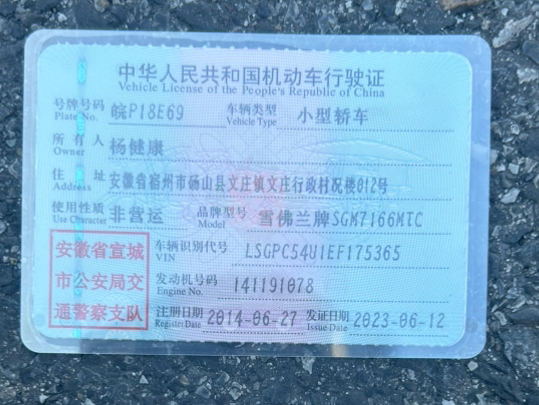 中华人民共和国机动车行驶证
Vehicle License of the People's Republic of China
号牌号码 皖P18E69 车辆类型 小型轿车
Plate No. Vehicle Type
所有人 杨健康
Owner
住址 安徽省宿州市砀山县文庄镇文庄行政村况楼012号
Address
使用性质 非营运 品牌型号 雪佛兰牌SGM7166MTC
Use Character Model
安徽省宣城
市公安局交
通警察支队
车辆识别代号 LSGPC54U1EF175365
VIN
发动机号码 141191078
Engine No.
注册日期 2014-06-27 发证日期 2023-06-12
Register Date Issue Date